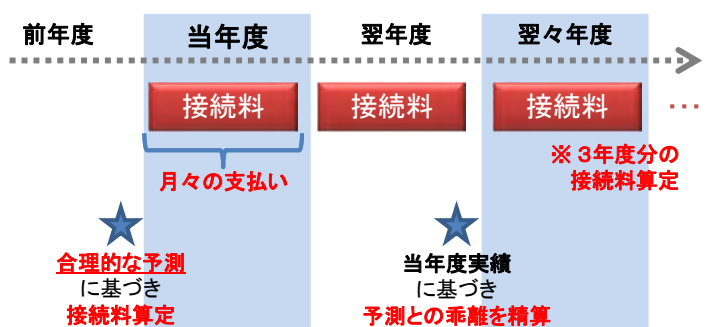 前年度
当年度
翌年度
翌々年度
接続料
接続料
接続料
…
月々の支払い
※３年度分の
接続料算定
合理的な予測
に基づき
接続料算定
当年度実績
に基づき
予測との乖離を精算